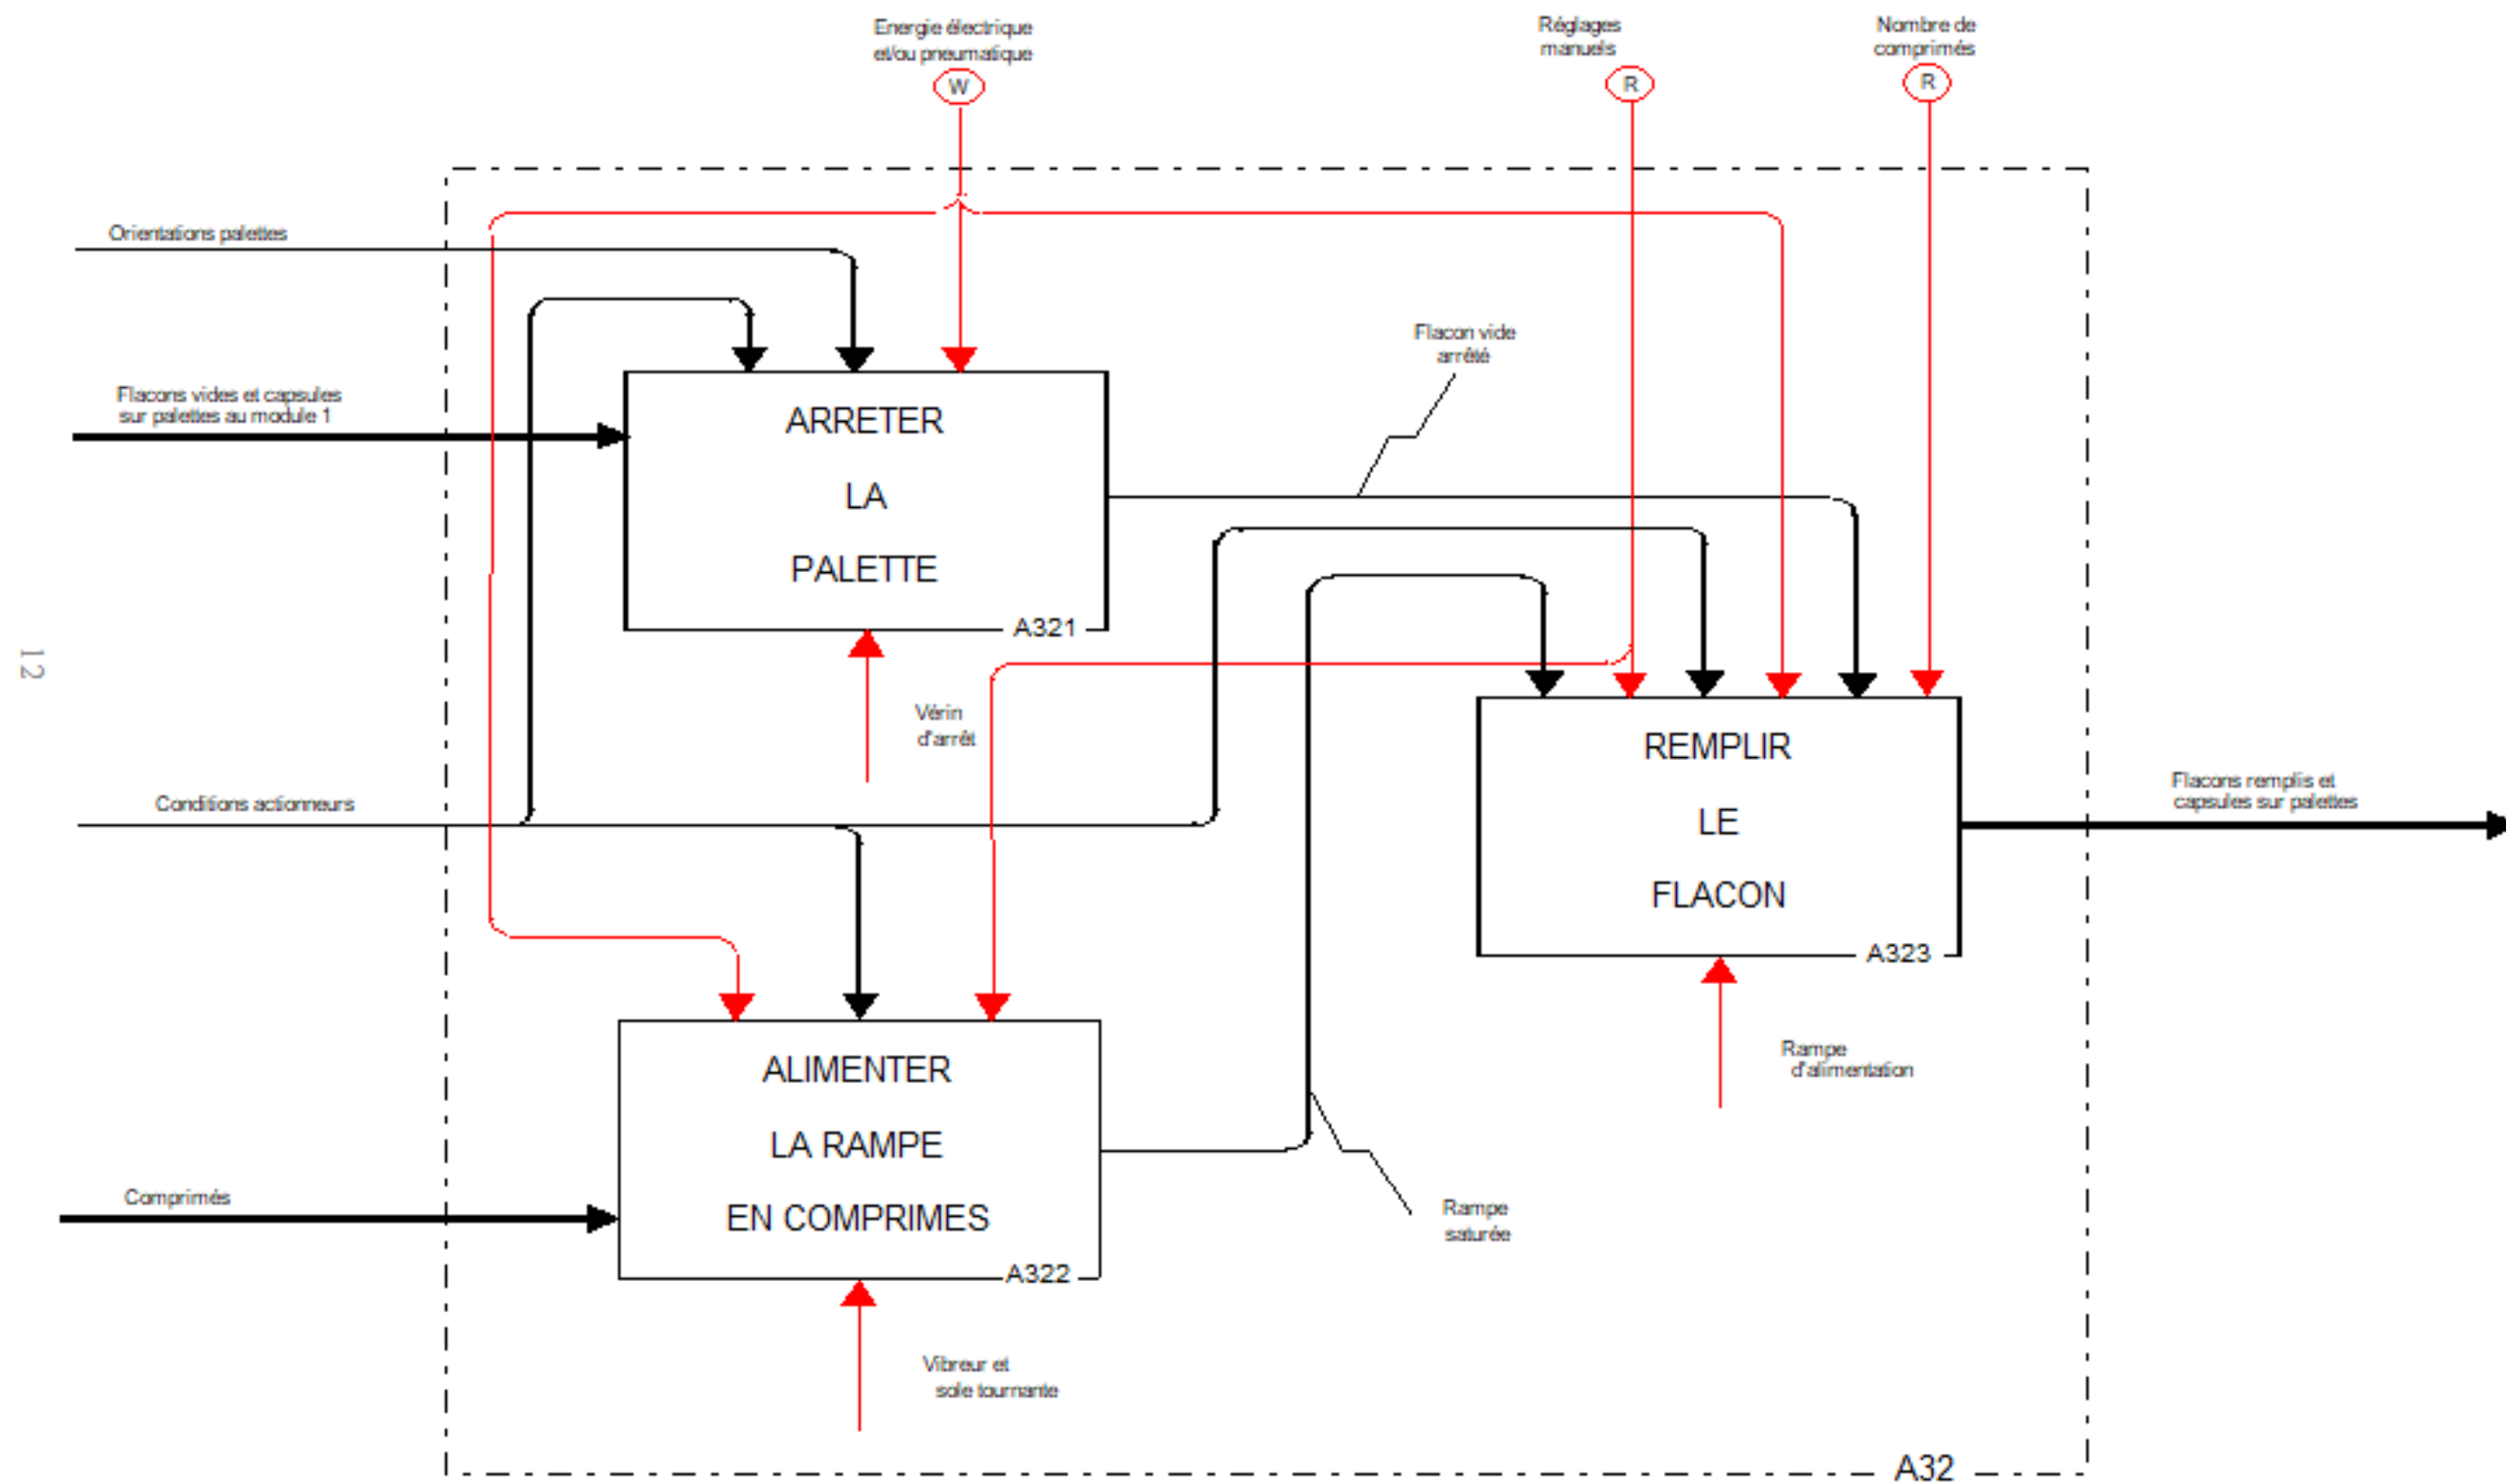 Energie électrique
et/ou pneumatique
W
Réglages
manuels
R
Nombre de
comprimés
R
Orientations palettes
Flacons vides et capsules
sur palettes au module 1
ARRETER
LA
PALETTE
A321
Flacon vide
arrêté
12
Vérin
d'arrêt
Conditions actionneurs
REMPLIR
LE
FLACON
A323
Flacons remplis et
capsules sur palettes
ALIMENTER
LA RAMPE
EN COMPRIMES
A322
Rampe
d'alimentation
Comprimés
Rampe
saturée
Vibreur et
sole tournante
A32